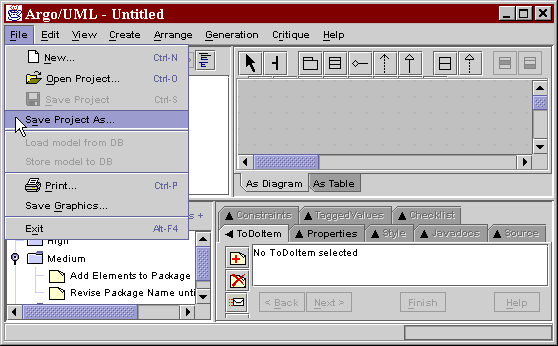 Argo/UML - Untitled
File Edit View Create Arrange Generation Critique Help
New... Ctrl-N
Open Project... Ctrl-O
Save Project Ctrl-S
Save Project As...
Load model from DB
Store model to DB
Print... Ctrl-P
Save Graphics...
Exit Alt-F4
As Diagram As Table
High
Medium
Add Elements to Package
Revise Package Name unti
Constraints TaggedValues Checklist
ToDoItem Properties Style Javadocs Source
No ToDoItem selected
< Back Next > Finish Help